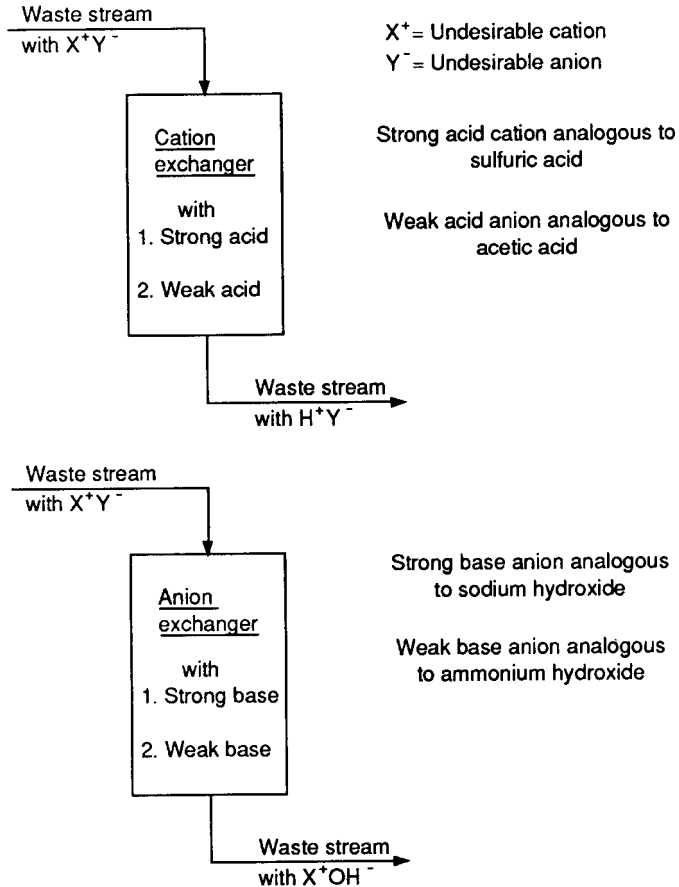 Waste stream
with X⁺Y⁻
X⁺= Undesirable cation
Y⁻= Undesirable anion
Cation
exchanger
with
1. Strong acid
2. Weak acid
Strong acid cation analogous to
sulfuric acid
Weak acid anion analogous to
acetic acid
Waste stream
with H⁺Y⁻
Waste stream
with X⁺Y⁻
Anion
exchanger
with
1. Strong base
2. Weak base
Strong base anion analogous
to sodium hydroxide
Weak base anion analogous
to ammonium hydroxide
Waste stream
with X⁺OH⁻